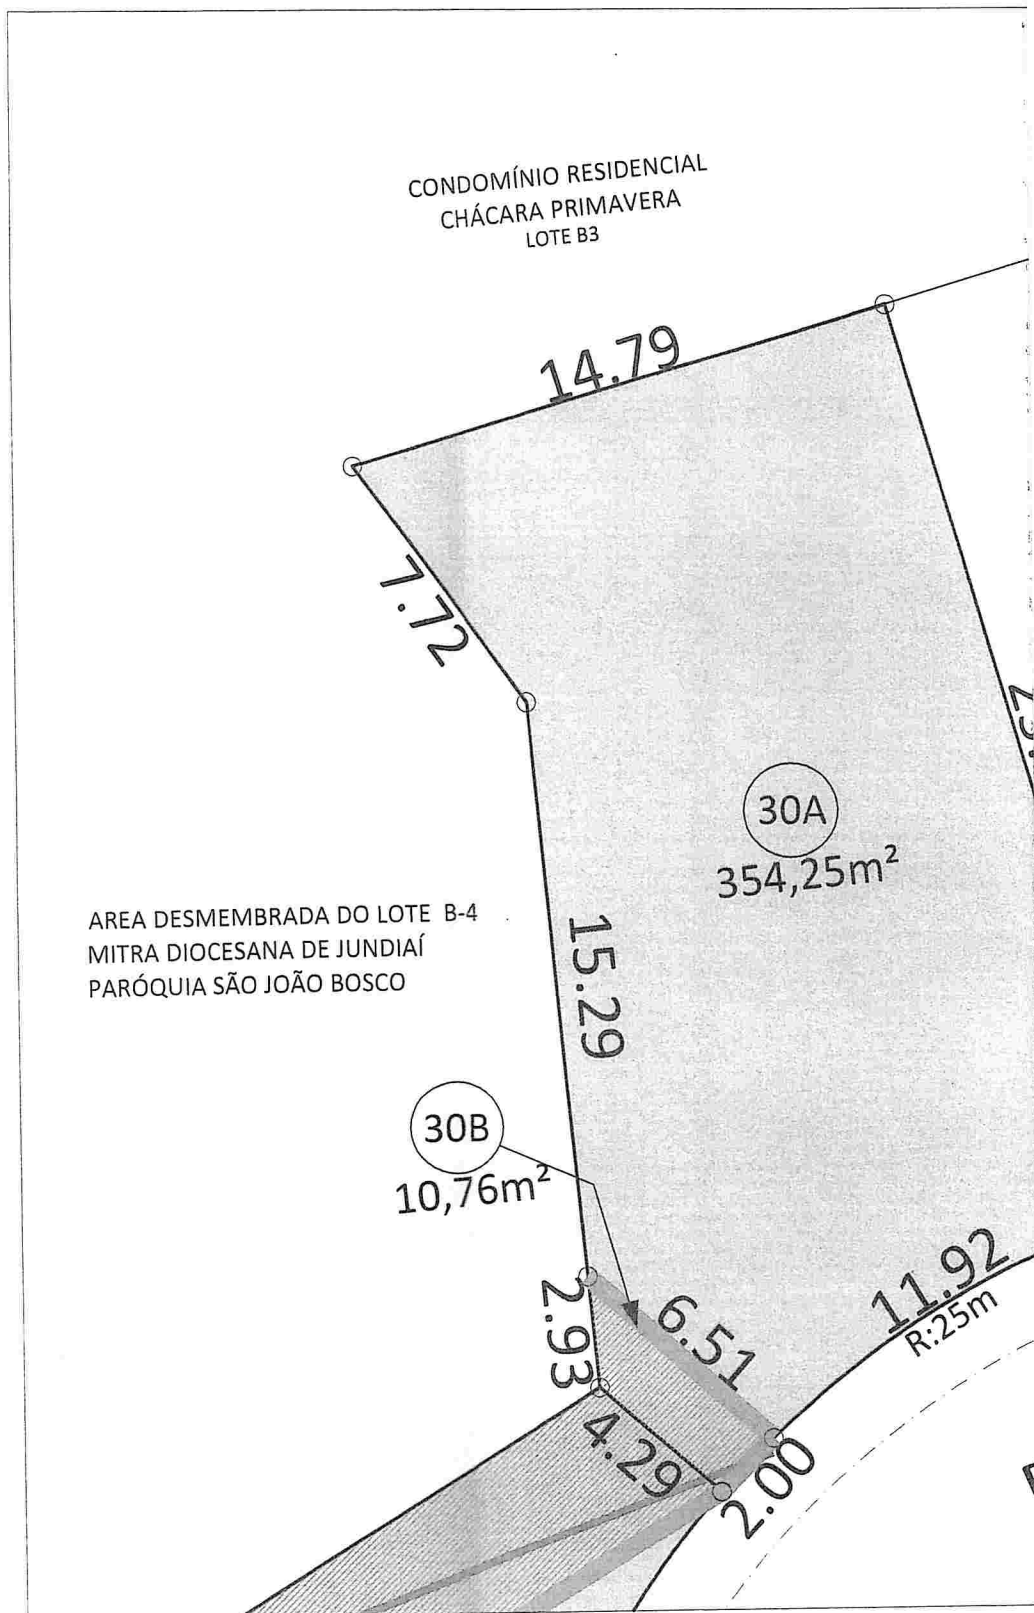 CONDOMÍNIO RESIDENCIAL
CHÁCARA PRIMAVERA
LOTE B3
14.79
7.72
30A
354,25m²
AREA DESMEMBRADA DO LOTE B-4
MITRA DIOCESANA DE JUNDIAÍ
PARÓQUIA SÃO JOÃO BOSCO
15.29
30B
10,76m²
2.93
6.51
11.92
R:25m
4.29
2.00